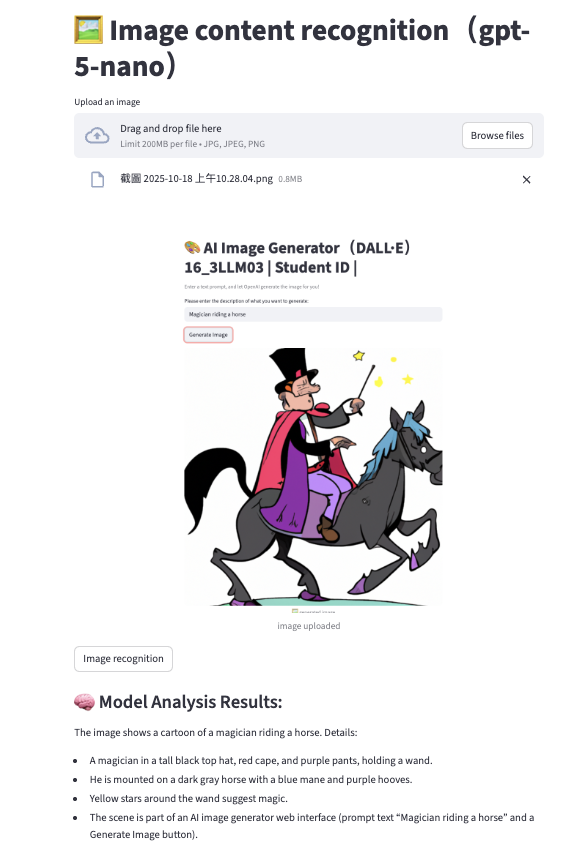 🖼️ Image content recognition（gpt-
5-nano）
Upload an image
Drag and drop file here
Limit 200MB per file • JPG, JPEG, PNG
Browse files
截圖 2025-10-18 上午10.28.04.png 0.8MB
🎨 AI Image Generator（DALL·E）
16_3LLM03 | Student ID |
Enter a text prompt, and let OpenAI generate the image for you!
Please enter the description of what you want to generate:
Magician riding a horse
Generate Image
image uploaded
Image recognition
🧠 Model Analysis Results:
The image shows a cartoon of a magician riding a horse. Details:
• A magician in a tall black top hat, red cape, and purple pants, holding a wand.
• He is mounted on a dark gray horse with a blue mane and purple hooves.
• Yellow stars around the wand suggest magic.
• The scene is part of an AI image generator web interface (prompt text “Magician riding a horse” and a
Generate Image button).